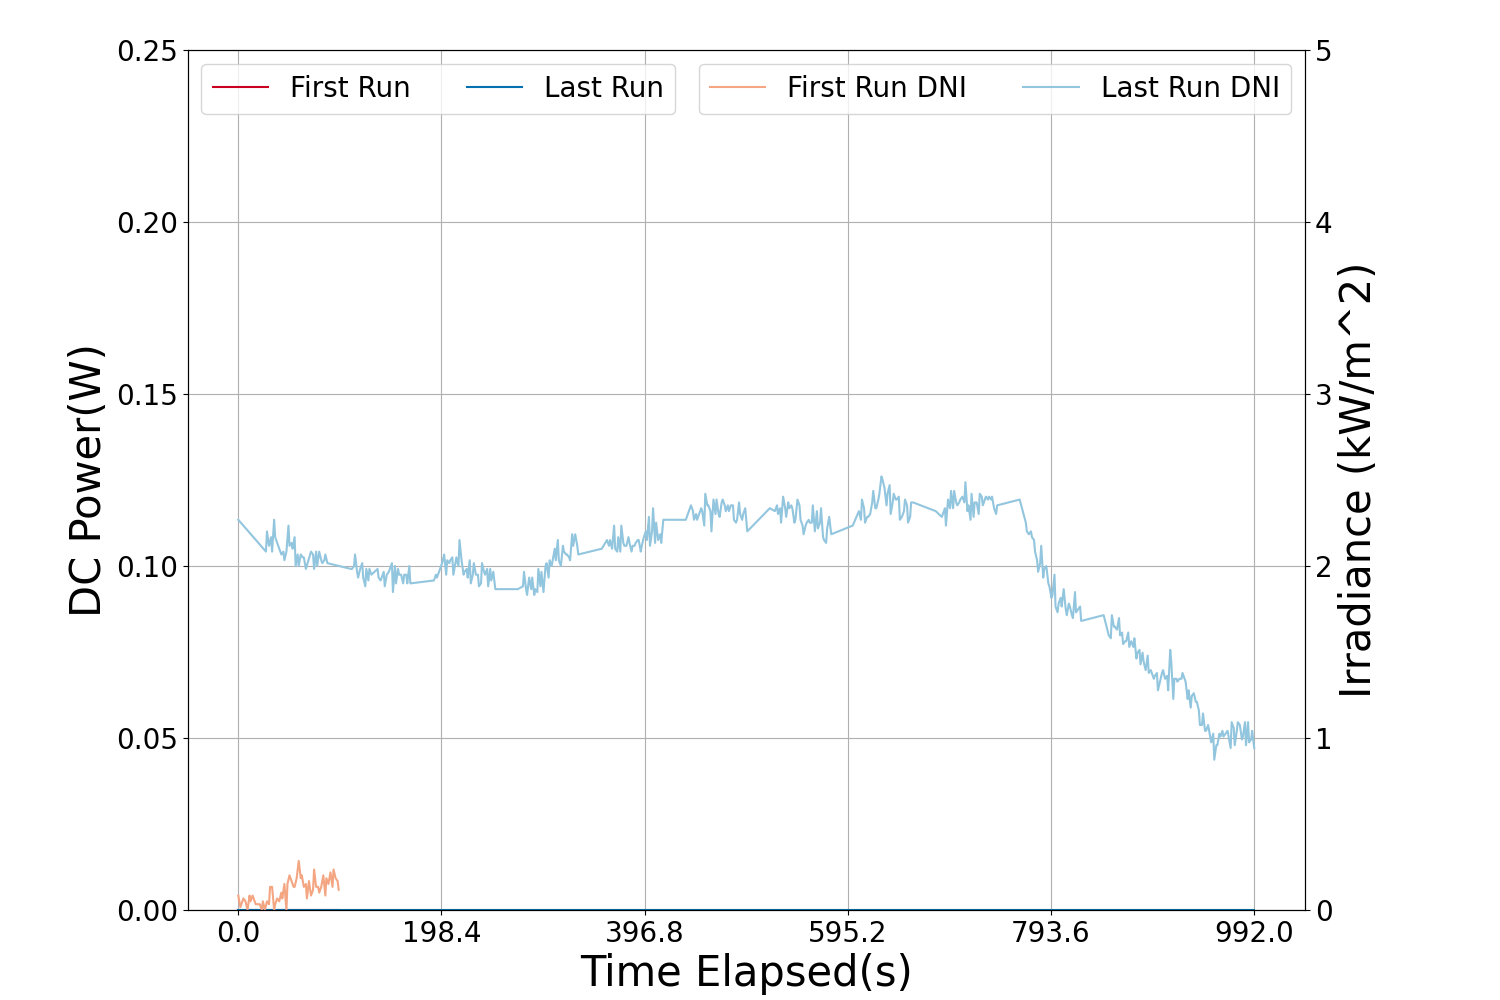 First Run
Last Run
First Run DNI
Last Run DNI
0.25
0.20
0.15
0.10
0.05
0.00
DC Power(W)
5
4
3
2
1
0
Irradiance (kW/m^2)
0.0
198.4
396.8
595.2
793.6
992.0
Time Elapsed(s)